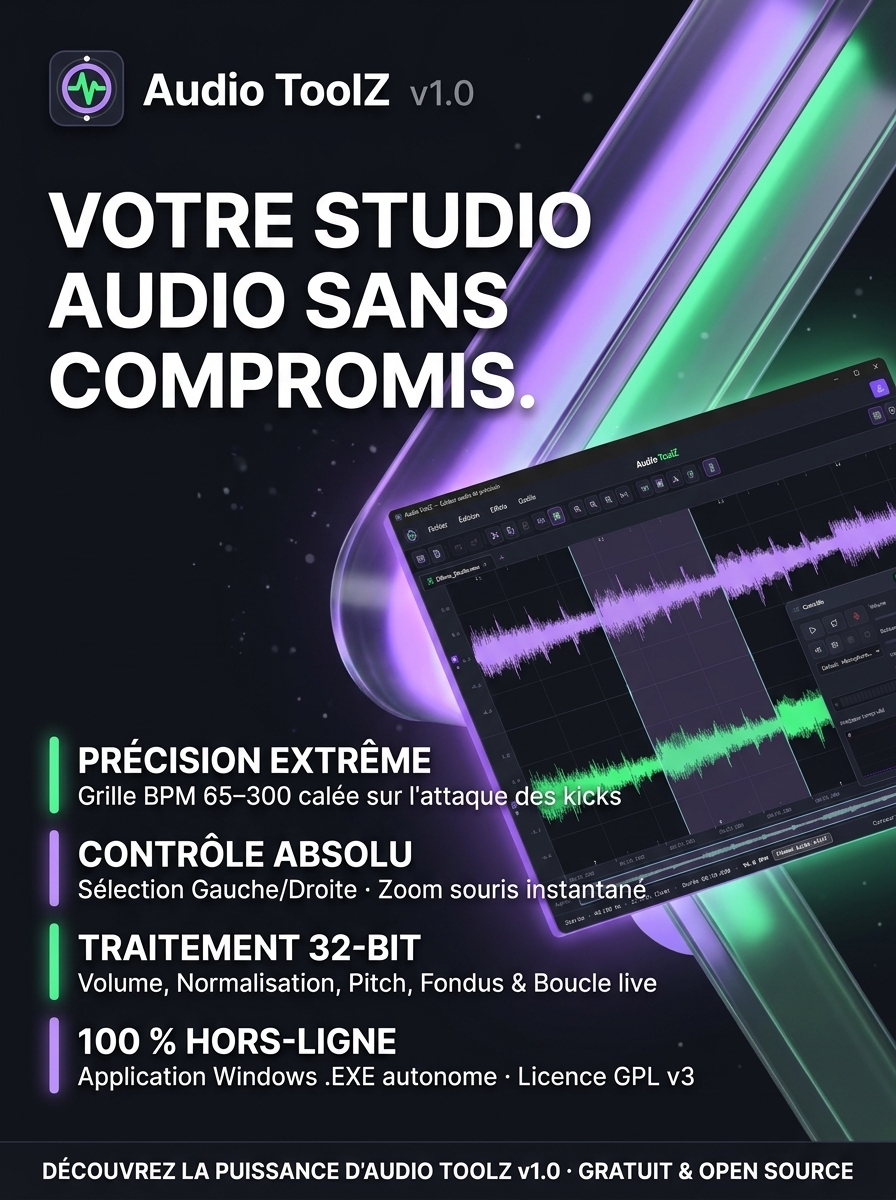 Audio ToolZ v1.0
VOTRE STUDIO
AUDIO SANS
COMPROMIS.
Audio ToolZ
Fichier Edition Effets Outils
PRÉCISION EXTRÊME
Grille BPM 65–300 calée sur l'attaque des kicks
CONTRÔLE ABSOLU
Sélection Gauche/Droite · Zoom souris instantané
TRAITEMENT 32-BIT
Volume, Normalisation, Pitch, Fondus & Boucle live
100 % HORS-LIGNE
Application Windows .EXE autonome · Licence GPL v3
DÉCOUVREZ LA PUISSANCE D'AUDIO TOOLZ v1.0 · GRATUIT & OPEN SOURCE